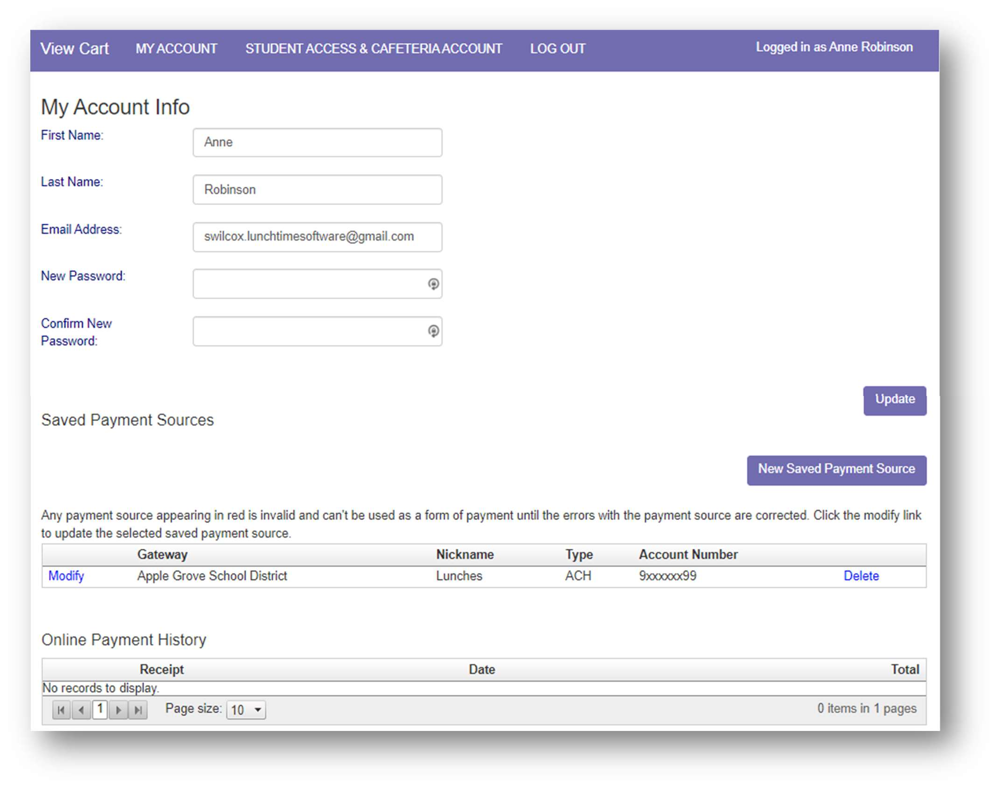 View Cart MY ACCOUNT STUDENT ACCESS & CAFETERIA ACCOUNT LOG OUT Logged in as Anne Robinson
My Account Info
First Name: Anne
Last Name: Robinson
Email Address: swilcox.lunchtimesoftware@gmail.com
New Password:
Confirm New
Password:
Update
Saved Payment Sources
New Saved Payment Source
Any payment source appearing in red is invalid and can't be used as a form of payment until the errors with the payment source are corrected. Click the modify link
to update the selected saved payment source.
Gateway Nickname Type Account Number
Modify Apple Grove School District Lunches ACH 9xxxxxx99 Delete
Online Payment History
Receipt Date Total
No records to display.
1 Page size: 10 0 items in 1 pages